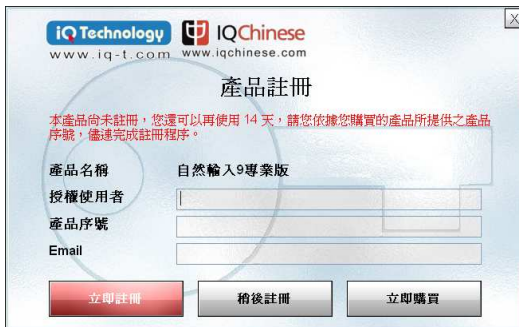 iQ Technology IQChinese
www.iq-t.com www.iqchinese.com
產品註冊
本產品尚未註冊，您還可以再使用 14 天，請您依據您購買的產品所提供之產品
序號，儘速完成註冊程序。
產品名稱 自然輸入9專業版
授權使用者
產品序號
Email
立即註冊 稍後註冊 立即購買